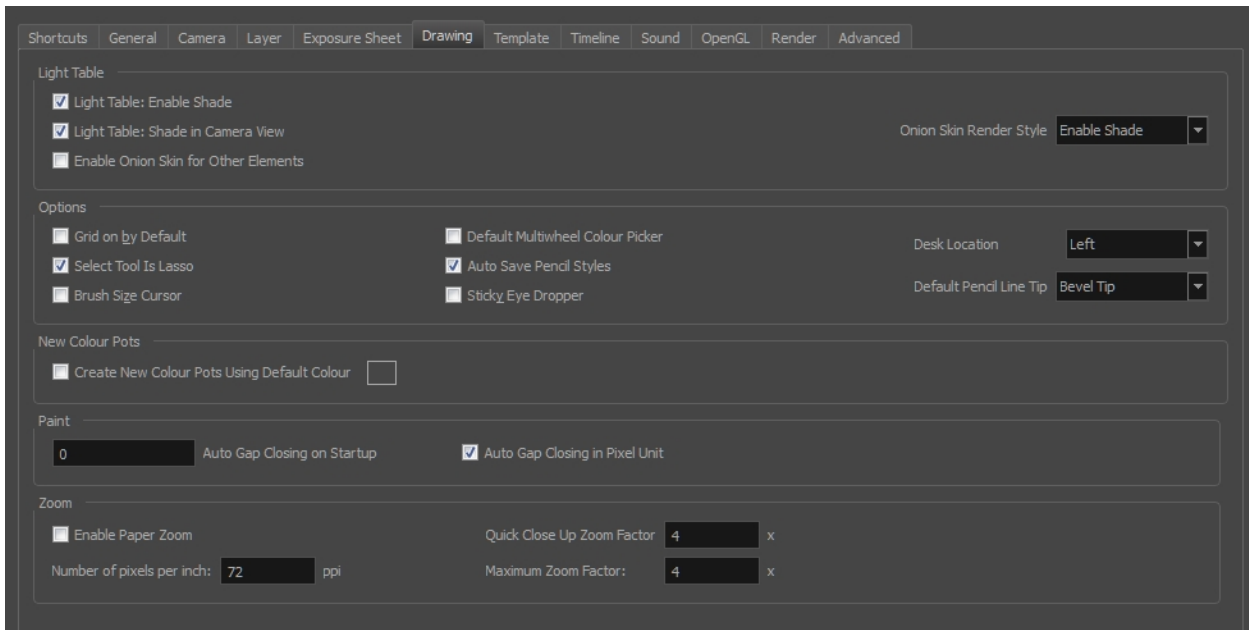 Shortcuts General Camera Layer Exposure Sheet Drawing Template Timeline Sound OpenGL Render Advanced
Light Table
Light Table: Enable Shade
Light Table: Shade in Camera View
Onion Skin Render Style Enable Shade
Enable Onion Skin for Other Elements
Options
Grid on by Default
Default Multiwheel Colour Picker
Desk Location Left
Select Tool Is Lasso
Auto Save Pencil Styles
Default Pencil Line Tip Bevel Tip
Brush Size Cursor
Sticky Eye Dropper
New Colour Pots
Create New Colour Pots Using Default Colour
Paint
0 Auto Gap Closing on Startup
Auto Gap Closing in Pixel Unit
Zoom
Enable Paper Zoom
Quick Close Up Zoom Factor 4 x
Number of pixels per inch: 72 ppi
Maximum Zoom Factor: 4 x